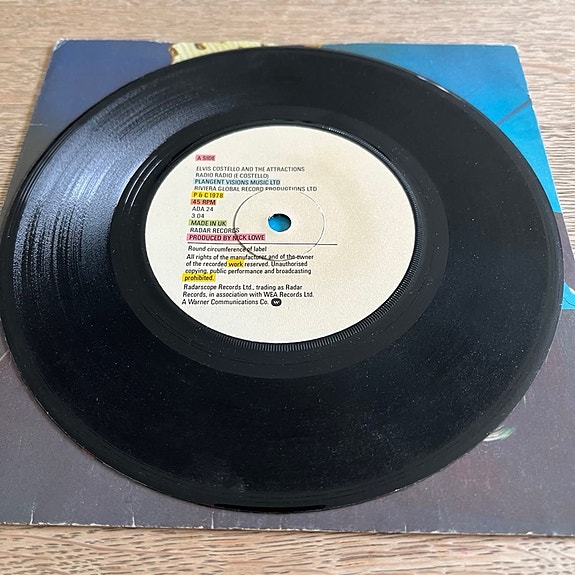 A SIDE
ELVIS COSTELLO AND THE ATTRACTIONS
RADIO RADIO (E COSTELLO)
PLANGENT VISIONS MUSIC LTD
RIVIERA GLOBAL RECORD PRODUCTIONS LTD
P & C 1978
45 RPM
ADA 24
3.04
MADE IN UK
RADAR RECORDS
PRODUCED BY NICK LOWE
Round circumference of label
All rights of the manufacturer and of the owner
of the recorded work reserved. Unauthorised
copying, public performance and broadcasting
prohibited.
Radarscope Records Ltd., trading as Radar
Records, in association with WEA Records Ltd.
A Warner Communications Co.